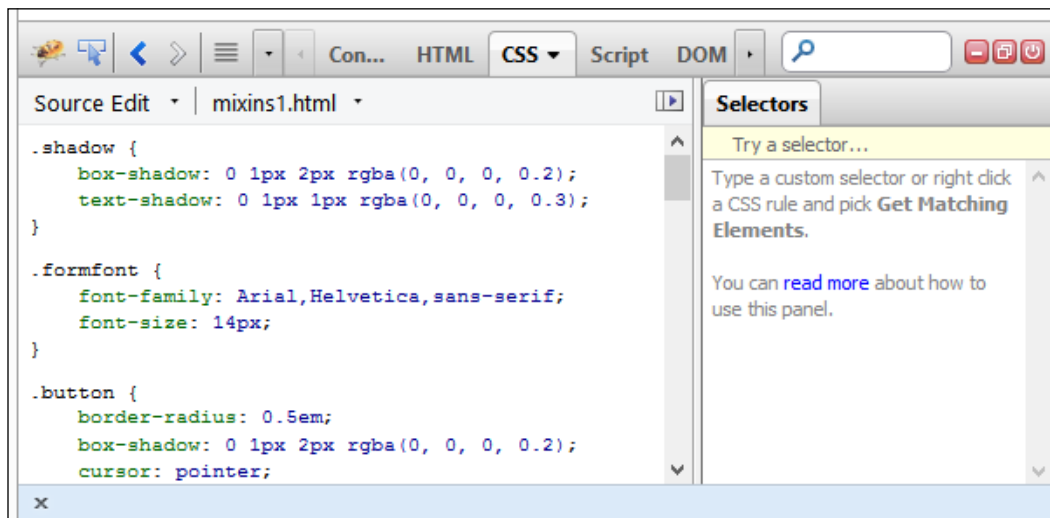 Con... HTML CSS Script DOM
Source Edit mixins1.html
Selectors
.shadow {
box-shadow: 0 1px 2px rgba(0, 0, 0, 0.2);
text-shadow: 0 1px 1px rgba(0, 0, 0, 0.3);
}
.formfont {
font-family: Arial,Helvetica,sans-serif;
font-size: 14px;
}
.button {
border-radius: 0.5em;
box-shadow: 0 1px 2px rgba(0, 0, 0, 0.2);
cursor: pointer;
Try a selector...
Type a custom selector or right click
a CSS rule and pick Get Matching
Elements.
You can read more about how to
use this panel.